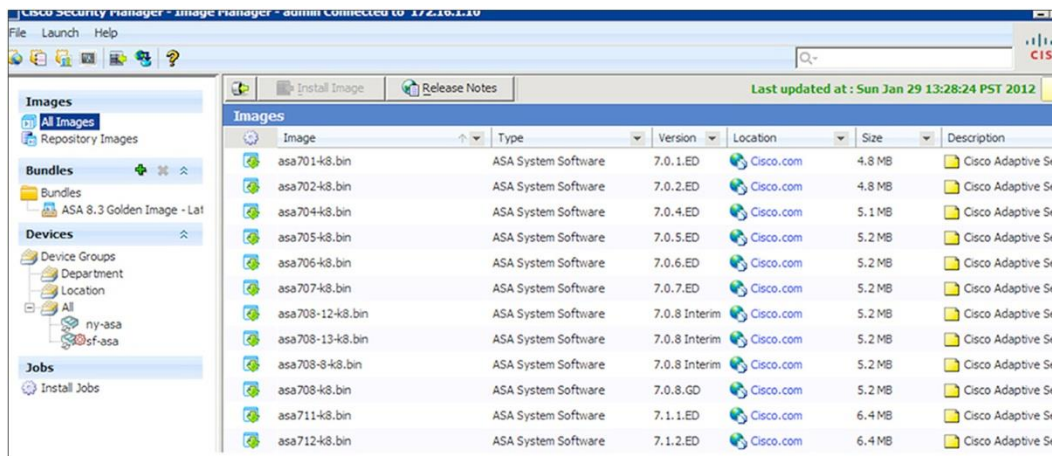 Cisco Security Manager - Image Manager - admin Connected to 172.16.1.10
File Launch Help
CIS
Install Image Release Notes Last updated at : Sun Jan 29 13:28:24 PST 2012
Images
All Images
Repository Images
Bundles
Bundles
ASA 8.3 Golden Image - Lat
Devices
Device Groups
Department
Location
All
ny-asa
sf-asa
Jobs
Install Jobs
Images
Image Type Version Location Size Description
asa701-k8.bin ASA System Software 7.0.1.ED Cisco.com 4.8 MB Cisco Adaptive Se
asa702-k8.bin ASA System Software 7.0.2.ED Cisco.com 4.8 MB Cisco Adaptive Se
asa704-k8.bin ASA System Software 7.0.4.ED Cisco.com 5.1 MB Cisco Adaptive Se
asa705-k8.bin ASA System Software 7.0.5.ED Cisco.com 5.2 MB Cisco Adaptive Se
asa706-k8.bin ASA System Software 7.0.6.ED Cisco.com 5.2 MB Cisco Adaptive Se
asa707-k8.bin ASA System Software 7.0.7.ED Cisco.com 5.2 MB Cisco Adaptive Se
asa708-12-k8.bin ASA System Software 7.0.8 Interim Cisco.com 5.2 MB Cisco Adaptive Se
asa708-13-k8.bin ASA System Software 7.0.8 Interim Cisco.com 5.2 MB Cisco Adaptive Se
asa708-8-k8.bin ASA System Software 7.0.8 Interim Cisco.com 5.2 MB Cisco Adaptive Se
asa708-k8.bin ASA System Software 7.0.8.GD Cisco.com 5.2 MB Cisco Adaptive Se
asa711-k8.bin ASA System Software 7.1.1.ED Cisco.com 6.4 MB Cisco Adaptive Se
asa712-k8.bin ASA System Software 7.1.2.ED Cisco.com 6.4 MB Cisco Adaptive Se